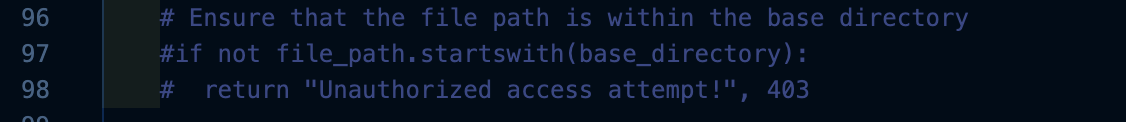 96 # Ensure that the file path is within the base directory
97 #if not file_path.startswith(base_directory):
98 #  return "Unauthorized access attempt!", 403